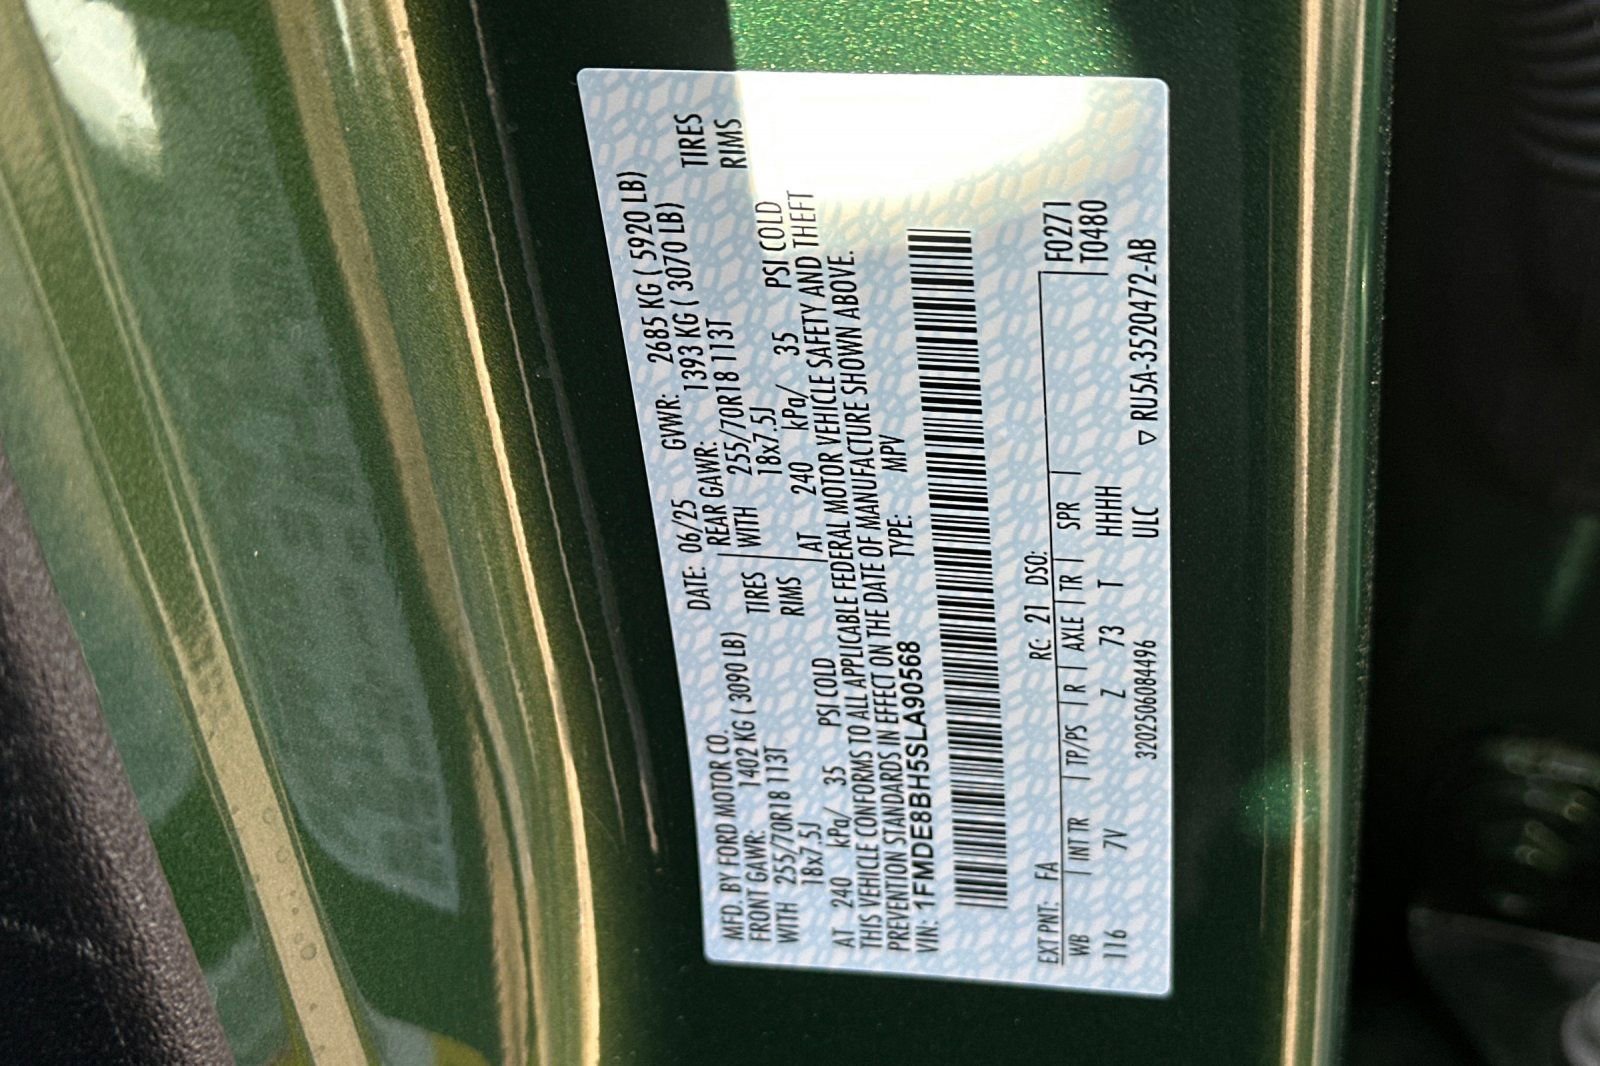 MFD. BY FORD MOTOR CO.
DATE: 06/25 GVWR: 2685 KG ( 5920 LB)
FRONT GAWR: 1402 KG ( 3090 LB) REAR GAWR: 1393 KG ( 3070 LB)
WITH 255/70R18 113T TIRES WITH 255/70R18 113T TIRES
18x7.5J RIMS 18x7.5J RIMS
AT 240 kPa/ 35 PSI COLD AT 240 kPa/ 35 PSI COLD
THIS VEHICLE CONFORMS TO ALL APPLICABLE FEDERAL MOTOR VEHICLE SAFETY AND THEFT
PREVENTION STANDARDS IN EFFECT ON THE DATE OF MANUFACTURE SHOWN ABOVE.
VIN: 1FMDE8BH5SLA90568 TYPE: MPV
F0271
T0480
EXT PNT: FA RC: 21 DSO:
WB INT TR TP/PS R AXLE TR SPR
116 7V Z 73 T HHHH
320250608496 ULC ▽ RU5A-3520472-AB